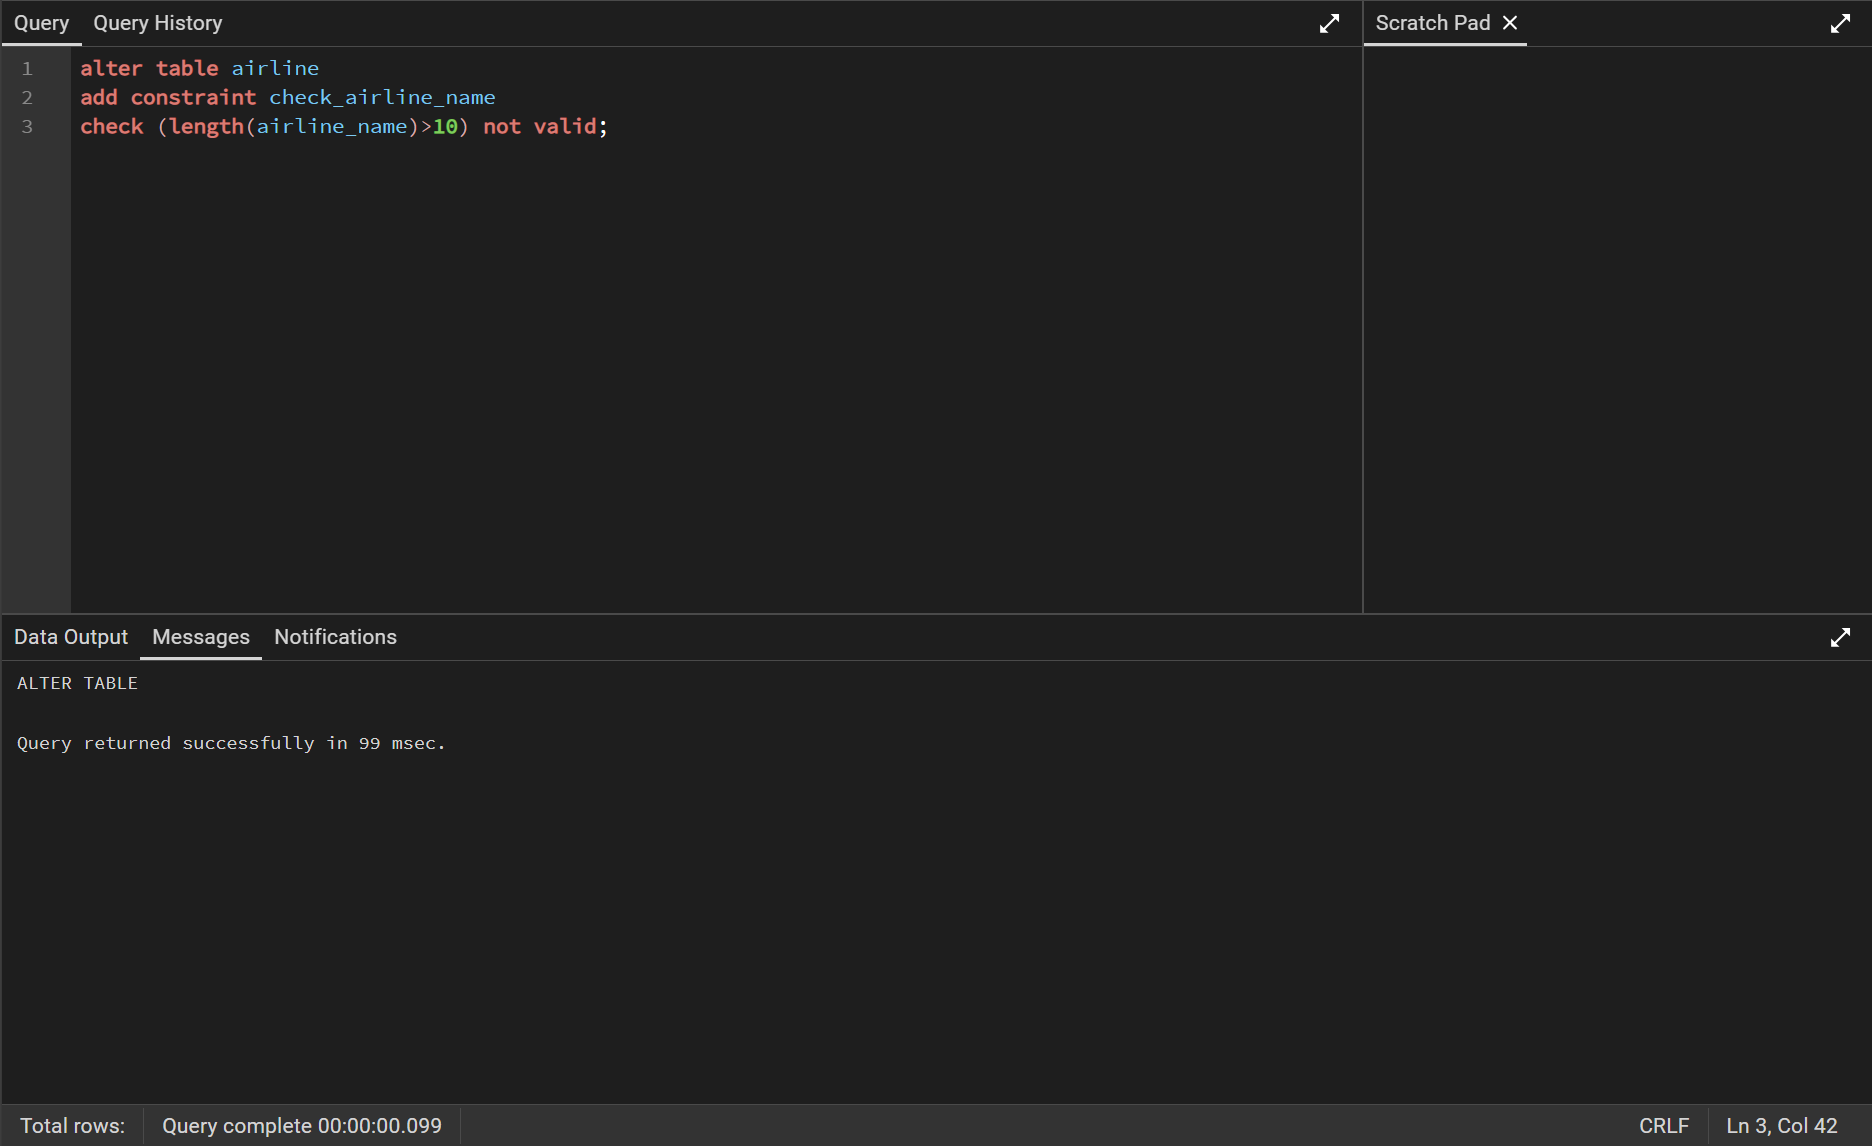 Query Query History
Scratch Pad
1 alter table airline
2 add constraint check_airline_name
3 check (length(airline_name)>10) not valid;
Data Output Messages Notifications
ALTER TABLE
Query returned successfully in 99 msec.
Total rows: Query complete 00:00:00.099 CRLF Ln 3, Col 42